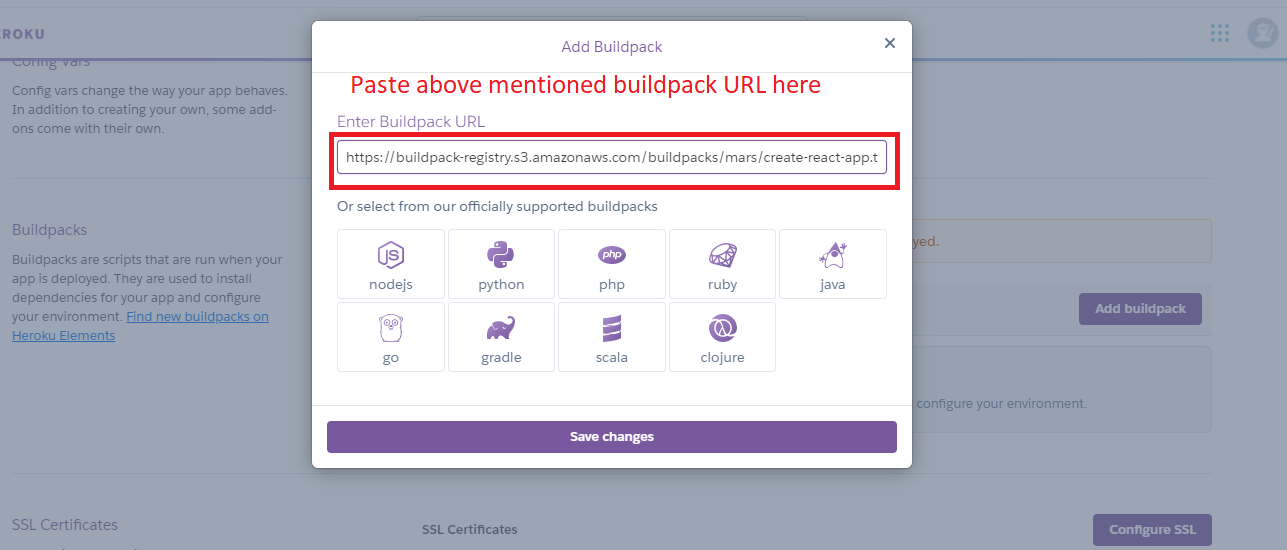 ROKU
Add Buildpack
Config Vars
Config vars change the way your app behaves.
In addition to creating your own, some add-
ons come with their own.
Paste above mentioned buildpack URL here
Enter Buildpack URL
https://buildpack-registry.s3.amazonaws.com/buildpacks/mars/create-react-app.t
Or select from our officially supported buildpacks
nodejs
php
python
php
ruby
java
go
gradle
scala
clojure
Save changes
Buildpacks
Buildpacks are scripts that are run when your
app is deployed. They are used to install
dependencies for your app and configure
your environment. Find new buildpacks on
Heroku Elements
yed.
Add buildpack
configure your environment.
SSL Certificates
SSL Certificates
Configure SSL